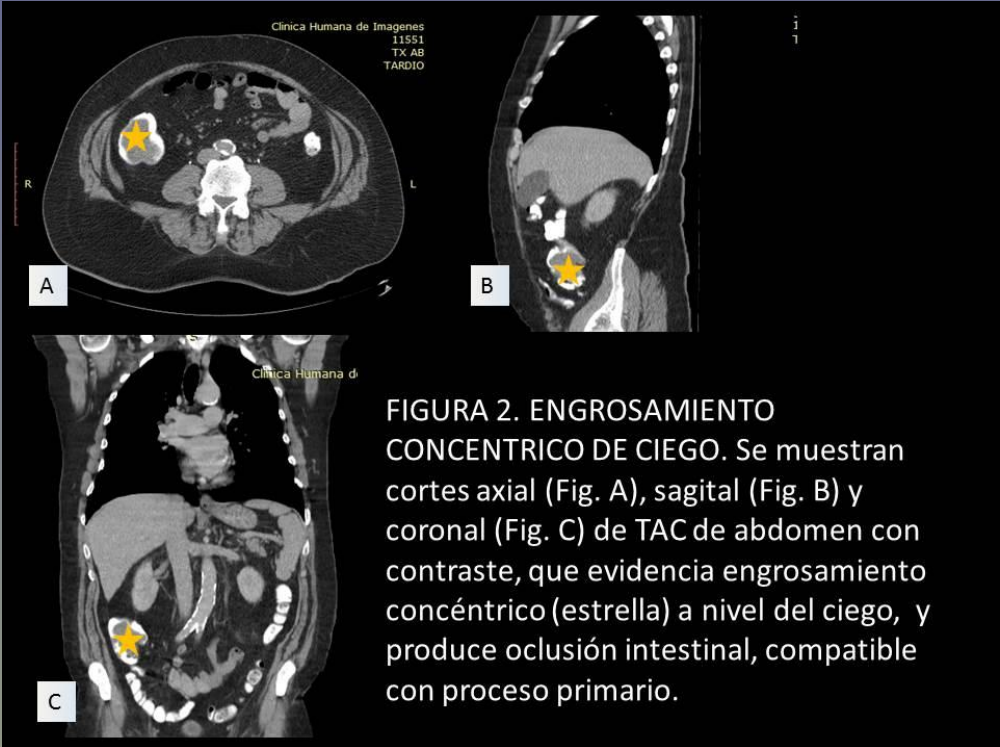 Clinica Humana de Imagenes
11551
TX AB
TARDIO
R
L
A
B
Clinica Humana d
C
FIGURA 2. ENGROSAMIENTO
CONCENTRICO DE CIEGO. Se muestran
cortes axial (Fig. A), sagital (Fig. B) y
coronal (Fig. C) de TAC de abdomen con
contraste, que evidencia engrosamiento
concéntrico (estrella) a nivel del ciego, y
produce oclusión intestinal, compatible
con proceso primario.